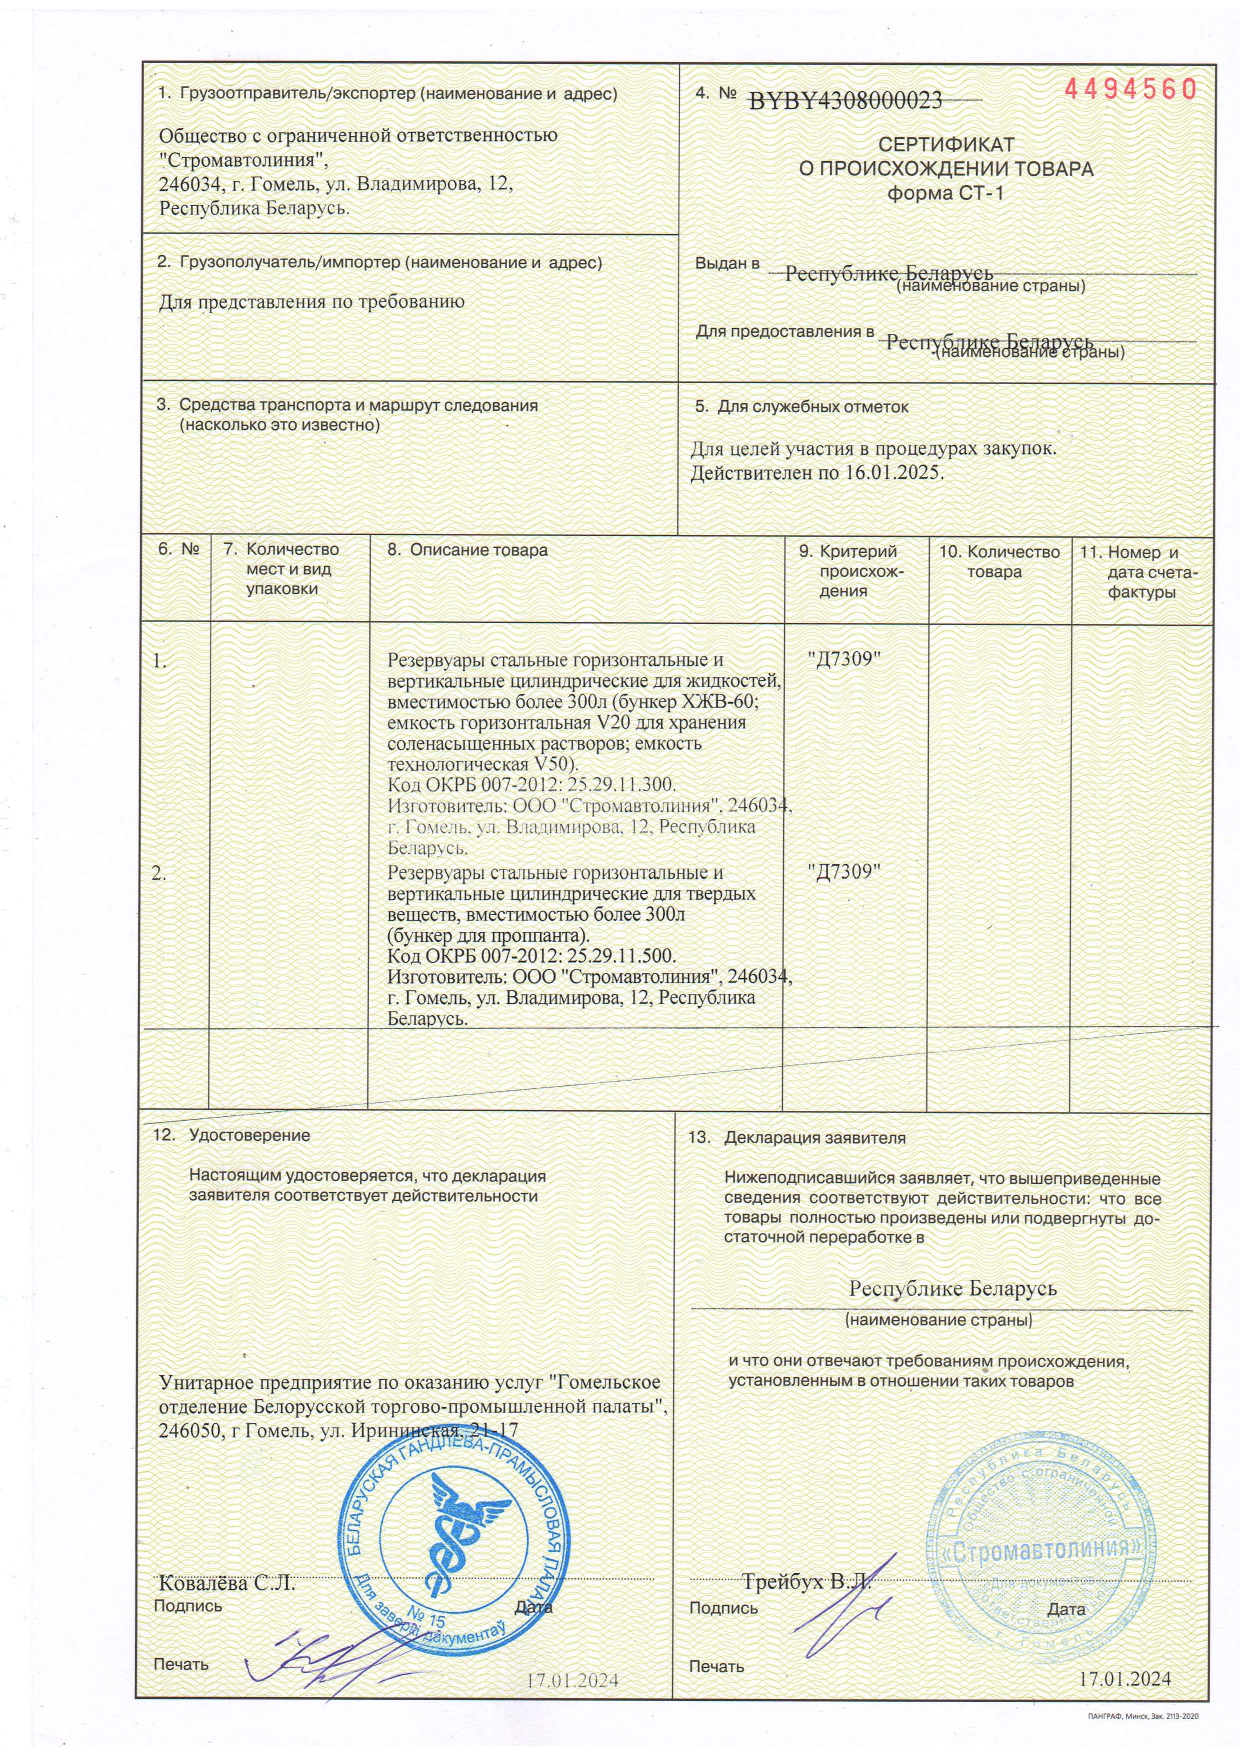 1. Грузоотправитель/экспортер (наименование и адрес)
Общество с ограниченной ответственностью
"Стромавтолиния",
246034, г. Гомель, ул. Владимирова, 12,
Республика Беларусь.
4. № BYBY4308000023
4494560
СЕРТИФИКАТ
О ПРОИСХОЖДЕНИИ ТОВАРА
форма СТ-1
2. Грузополучатель/импортер (наименование и адрес)
Для представления по требованию
Выдан в Республике Беларусь
(наименование страны)
Для предоставления в Республике Беларусь
(наименование страны)
3. Средства транспорта и маршрут следования
(насколько это известно)
5. Для служебных отметок
Для целей участия в процедурах закупок.
Действителен по 16.01.2025.
6. №
7. Количество
мест и вид
упаковки
8. Описание товара
9. Критерий
происхож-
дения
10. Количество
товара
11. Номер и
дата счета-
фактуры
1.
Резервуары стальные горизонтальные и
вертикальные цилиндрические для жидкостей,
вместимостью более 300л (бункер ХЖВ-60;
емкость горизонтальная V20 для хранения
соленасыщенных растворов; емкость
технологическая V50).
Код ОКРБ 007-2012: 25.29.11.300.
Изготовитель: ООО "Стромавтолиния", 246034,
г. Гомель, ул. Владимирова, 12, Республика
Беларусь.
"Д7309"
2.
Резервуары стальные горизонтальные и
вертикальные цилиндрические для твердых
веществ, вместимостью более 300л
(бункер для проппанта).
Код ОКРБ 007-2012: 25.29.11.500.
Изготовитель: ООО "Стромавтолиния", 246034,
г. Гомель, ул. Владимирова, 12, Республика
Беларусь.
"Д7309"
12. Удостоверение
Настоящим удостоверяется, что декларация
заявителя соответствует действительности
Унитарное предприятие по оказанию услуг "Гомельское
отделение Белорусской торгово-промышленной палаты",
246050, г Гомель, ул. Ирининская, 21-17
БЕЛАРУСКАЯ ГАНДЛЁВА-ПРАМЫСЛОВАЯ ПАЛАТА
№ 15
Для заверкі дакументаў
Ковалёва С.Л.
Подпись
Дата
Печать
17.01.2024
13. Декларация заявителя
Нижеподписавшийся заявляет, что вышеприведенные
сведения соответствуют действительности: что все
товары полностью произведены или подвергнуты до-
статочной переработке в
Республике Беларусь
(наименование страны)
и что они отвечают требованиям происхождения,
установленным в отношении таких товаров
Республика Беларусь
Общество с ограниченной
«Стромавтолиния»
Для документов
ответственностью
г. Гомель
Трейбух В.Л.
Подпись
Дата
Печать
17.01.2024
ПАНГРАФ, Минск, Зак. 2113-2020